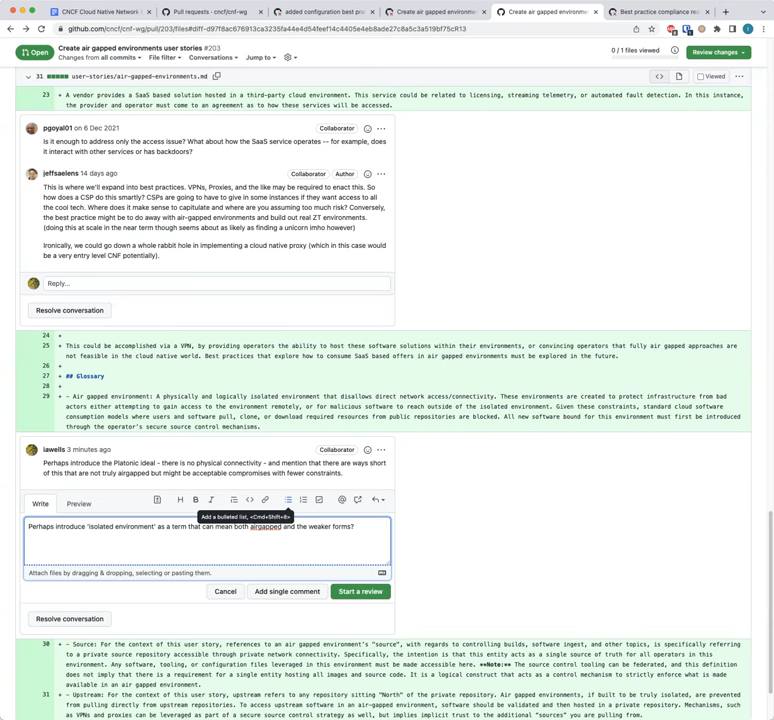 CNCF Cloud Native Network F
Pull requests · cncf/cnf-wg
added configuration best pr
Create air gapped environme
Create air gapped environme
Best practice compliance rec
github.com/cncf/cnf-wg/pull/203/files#diff-d97f8ac676913ca3235fa44e4d54feef14c4405e4eb8ade27c8a5c3a519bf75cR13
Open
Create air gapped environments user stories #203
Changes from all commits
File filter
Conversations
Jump to
0 / 1 files viewed
Review changes
31
user-stories/air-gapped-environments.md
Viewed
23 + A vendor provides a SaaS based solution hosted in a third-party cloud environment. This service could be related to licensing, streaming telemetry, or automated fault detection. In this instance,
the provider and operator must come to an agreement as to how these services will be accessed.
pgoyal01 on 6 Dec 2021
Collaborator
Is it enough to address only the access issue? What about how the SaaS service operates -- for example, does
it interact with other services or has backdoors?
jeffsaelens 14 days ago
Collaborator
Author
This is where we'll expand into best practices. VPNs, Proxies, and the like may be required to enact this. So
how does a CSP do this smartly? CSPs are going to have to give in some instances if they want access to all
the cool tech. Where does it make sense to capitulate and where are you assuming too much risk? Conversely,
the best practice might be to do away with air-gapped environments and build out real ZT environments.
(doing this at scale in the near term though seems about as likely as finding a unicorn imho however)
Ironically, we could go down a whole rabbit hole in implementing a cloud native proxy (which in this case would
be a very entry level CNF potentially).
Reply...
Resolve conversation
24 +
25 + This could be accomplished via a VPN, by providing operators the ability to host these software solutions within their environments, or convincing operators that fully air gapped approaches are
not feasible in the cloud native world. Best practices that explore how to consume SaaS based offers in air gapped environments must be explored in the future.
26 +
27 + ## Glossary
28 +
29 + - Air gapped environment: A physically and logically isolated environment that disallows direct network access/connectivity. These environments are created to protect infrastructure from bad
actors either attempting to gain access to the environment remotely, or for malicious software to reach outside of the isolated environment. Given these constraints, standard cloud software
consumption models where users and software pull, clone, or download required resources from public repositories are blocked. All new software bound for this environment must first be introduced
through the operator's secure source control mechanisms.
iawells 3 minutes ago
Collaborator
Perhaps introduce the Platonic ideal - there is no physical connectivity - and mention that there are ways short
of this that are not truly airgapped but might be acceptable compromises with fewer constraints.
Write
Preview
Add a bulleted list, <Cmd+Shift+8>
Perhaps introduce 'isolated environment' as a term that can mean both airgapped and the weaker forms?
Attach files by dragging & dropping, selecting or pasting them.
Cancel
Add single comment
Start a review
Resolve conversation
30 + - Source: For the context of this user story, references to an air gapped environment's "source", with regards to controlling builds, software ingest, and other topics, is specifically referring
to a private source repository accessible through private network connectivity. Specifically, the intention is that this entity acts as a single source of truth for all operators in this
environment. Any software, tooling, or configuration files leveraged in this environment must be made accessible here. **Note:** The source control tooling can be federated, and this definition
does not imply that there is a requirement for a single entity hosting all images and source code. It is a logical construct that acts as a control mechanism to strictly enforce what is made
available in an air gapped environment.
31 + - Upstream: For the context of this user story, upstream refers to any repository sitting "North" of the private repository. Air gapped environments, if built to be truly isolated, are prevented
from pulling directly from upstream repositories. To access upstream software in an air-gapped environment, software should be validated and then hosted in a private repository. Mechanisms, such
as VPNs and proxies can be leveraged as part of a secure source control strategy as well, but implies implicit trust to the additional "sources" you are pulling from.